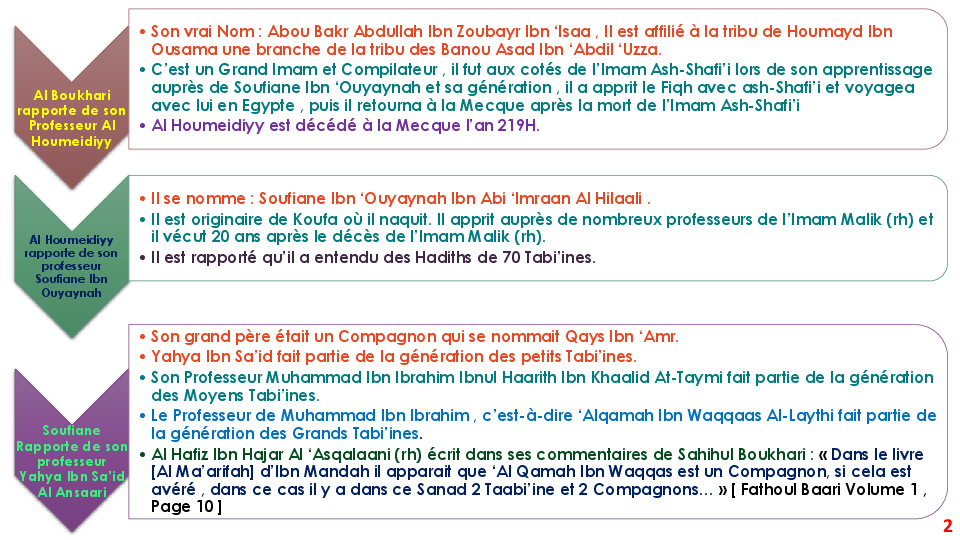 Al Boukhari
rapporte de son
Professeur Al
Houmeidiyy
• Son vrai Nom : Abou Bakr Abdullah Ibn Zoubayr Ibn ‘Isaa , Il est affilié à la tribu de Houmayd Ibn
Ousama une branche de la tribu des Banou Asad Ibn ‘Abdil ‘Uzza.
• C’est un Grand Imam et Compilateur , il fut aux cotés de l’Imam Ash-Shafi’i lors de son apprentissage
auprès de Soufiane Ibn ‘Ouyaynah et sa génération , il a apprit le Fiqh avec ash-Shafi’i et voyagea
avec lui en Egypte , puis il retourna à la Mecque après la mort de l’Imam Ash-Shafi’i
• Al Houmeidiyy est décédé à la Mecque l’an 219H.
Al Houmeidiyy
rapporte de son
professeur
Soufiane Ibn
Ouyaynah
• Il se nomme : Soufiane Ibn ‘Ouyaynah Ibn Abi ‘Imraan Al Hilaali .
• Il est originaire de Koufa où il naquit. Il apprit auprès de nombreux professeurs de l’Imam Malik (rh) et
il vécut 20 ans après le décès de l’Imam Malik (rh).
• Il est rapporté qu’il a entendu des Hadiths de 70 Tabi’ines.
Soufiane
Rapporte de son
professeur
Yahya Ibn Sa’id
Al Ansaari
• Son grand père était un Compagnon qui se nommait Qays Ibn ‘Amr.
• Yahya Ibn Sa’id fait partie de la génération des petits Tabi’ines.
• Son Professeur Muhammad Ibn Ibrahim Ibnul Haarith Ibn Khaalid At-Taymi fait partie de la génération
des Moyens Tabi’ines.
• Le Professeur de Muhammad Ibn Ibrahim , c’est-à-dire ‘Alqamah Ibn Waqqaas Al-Laythi fait partie de
la génération des Grands Tabi’ines.
• Al Hafiz Ibn Hajar Al ‘Asqalaani (rh) écrit dans ses commentaires de Sahihul Boukhari : « Dans le livre
[Al Ma’arifah] d’Ibn Mandah il apparait que ‘Al Qamah Ibn Waqqas est un Compagnon, si cela est
avéré , dans ce cas il y a dans ce Sanad 2 Taabi’ine et 2 Compagnons… » [ Fathoul Baari Volume 1 ,
Page 10 ]
2